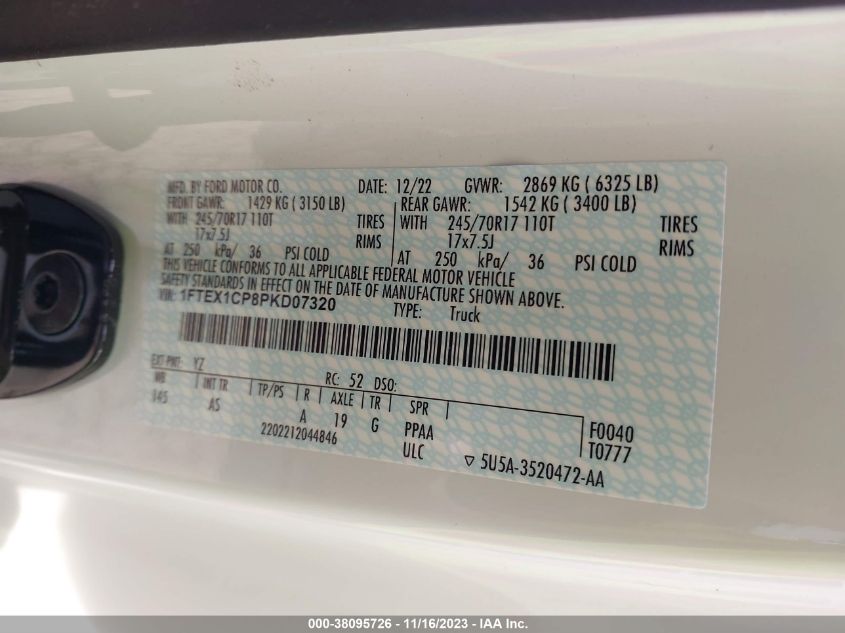 MFD. BY FORD MOTOR CO. DATE: 12/22 GVWR: 2869 KG ( 6325 LB)
FRONT GAWR: 1429 KG ( 3150 LB) REAR GAWR: 1542 KG ( 3400 LB)
WITH 245/70R17 110T TIRES WITH 245/70R17 110T TIRES
17x7.5J RIMS 17x7.5J RIMS
AT 250 kPa/ 36 PSI COLD AT 250 kPa/ 36 PSI COLD
THIS VEHICLE CONFORMS TO ALL APPLICABLE FEDERAL MOTOR VEHICLE
SAFETY STANDARDS IN EFFECT ON THE DATE OF MANUFACTURE SHOWN ABOVE.
VIN: 1FTEX1CP8PKD07320
TYPE: Truck
EXT PNT: YZ RC: 52 DSO:
WB INT TR TP/PS R AXLE TR SPR
145 AS A 19 G PPAA F0040
2202212044846 ULC T0777
▽ 5U5A-3520472-AA
000-38095726 - 11/16/2023 - IAA Inc.